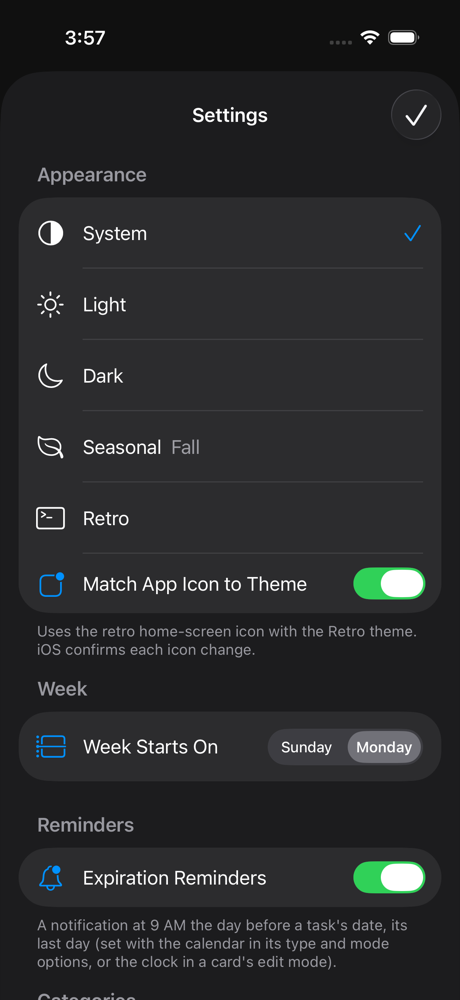 3:57
Settings
Appearance
System
Light
Dark
Seasonal Fall
Retro
Match App Icon to Theme
Uses the retro home-screen icon with the Retro theme.
iOS confirms each icon change.
Week
Week Starts On Sunday Monday
Reminders
Expiration Reminders
A notification at 9 AM the day before a task's date, its
last day (set with the calendar in its type and mode
options, or the clock in a card's edit mode).
Categories